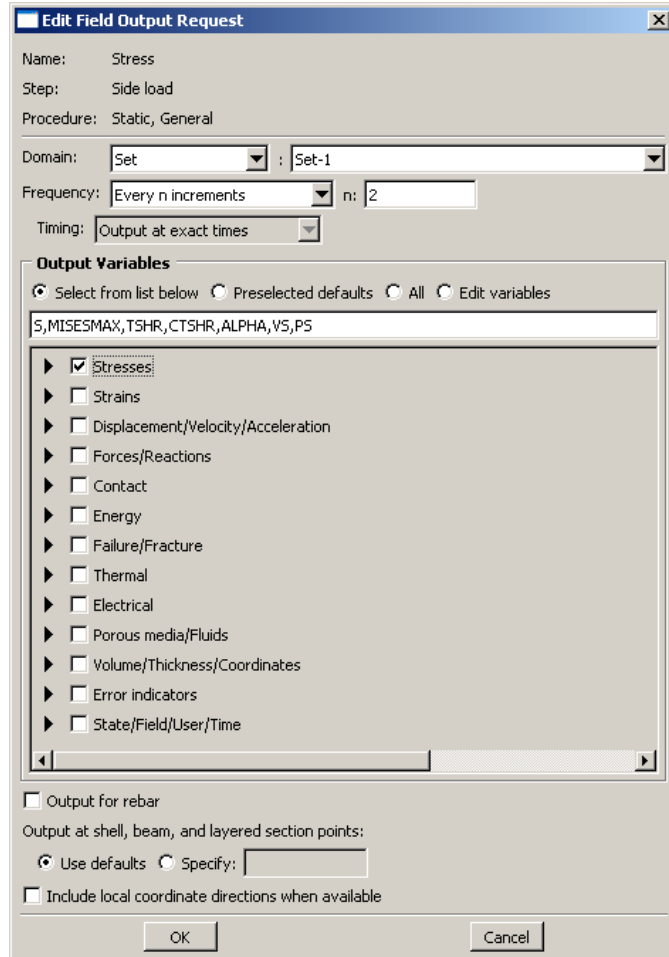 Edit Field Output Request
Name: Stress
Step: Side load
Procedure: Static, General
Domain: Set : Set-1
Frequency: Every n increments n: 2
Timing: Output at exact times
Output Variables
Select from list below Preselected defaults All Edit variables
S,MISESMAX,TSHR,CTSHR,ALPHA,VS,PS
Stresses
Strains
Displacement/Velocity/Acceleration
Forces/Reactions
Contact
Energy
Failure/Fracture
Thermal
Electrical
Porous media/Fluids
Volume/Thickness/Coordinates
Error indicators
State/Field/User/Time
Output for rebar
Output at shell, beam, and layered section points:
Use defaults Specify:
Include local coordinate directions when available
OK Cancel